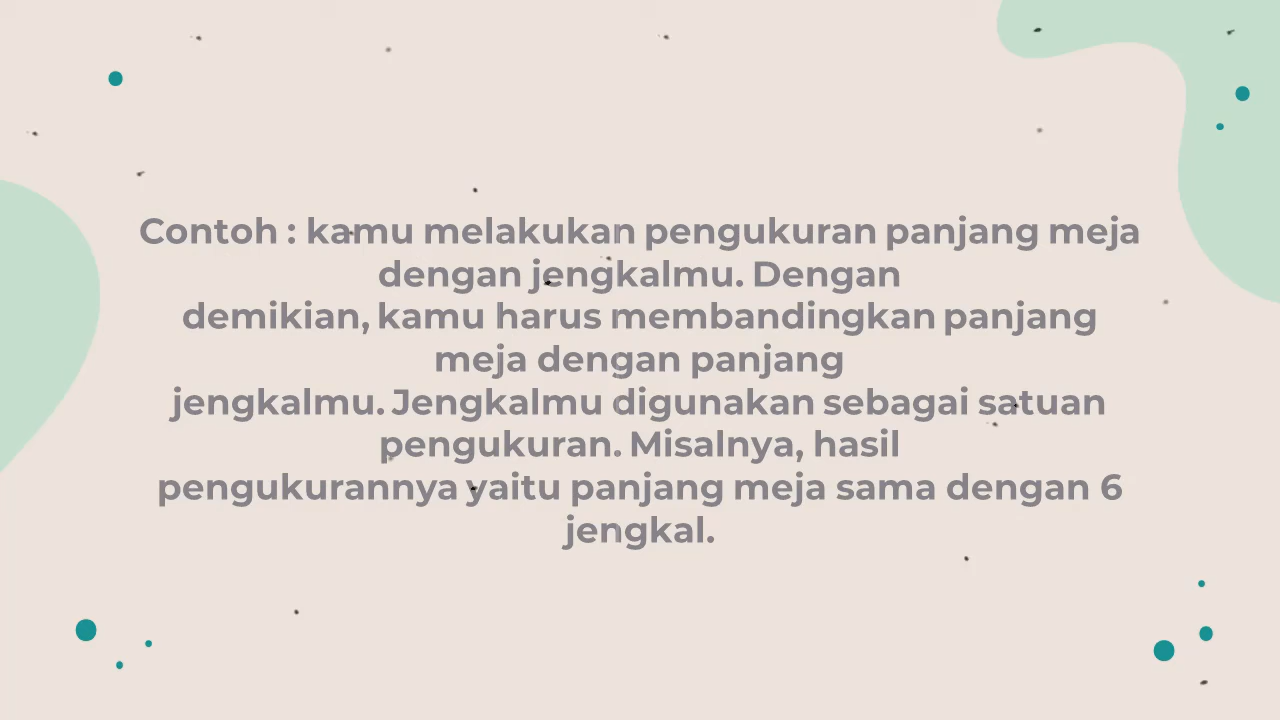 Contoh : kamu melakukan pengukuran panjang meja
dengan jengkalmu. Dengan
demikian, kamu harus membandingkan panjang
meja dengan panjang
jengkalmu. Jengkalmu digunakan sebagai satuan
pengukuran. Misalnya, hasil
pengukurannya yaitu panjang meja sama dengan 6
jengkal.